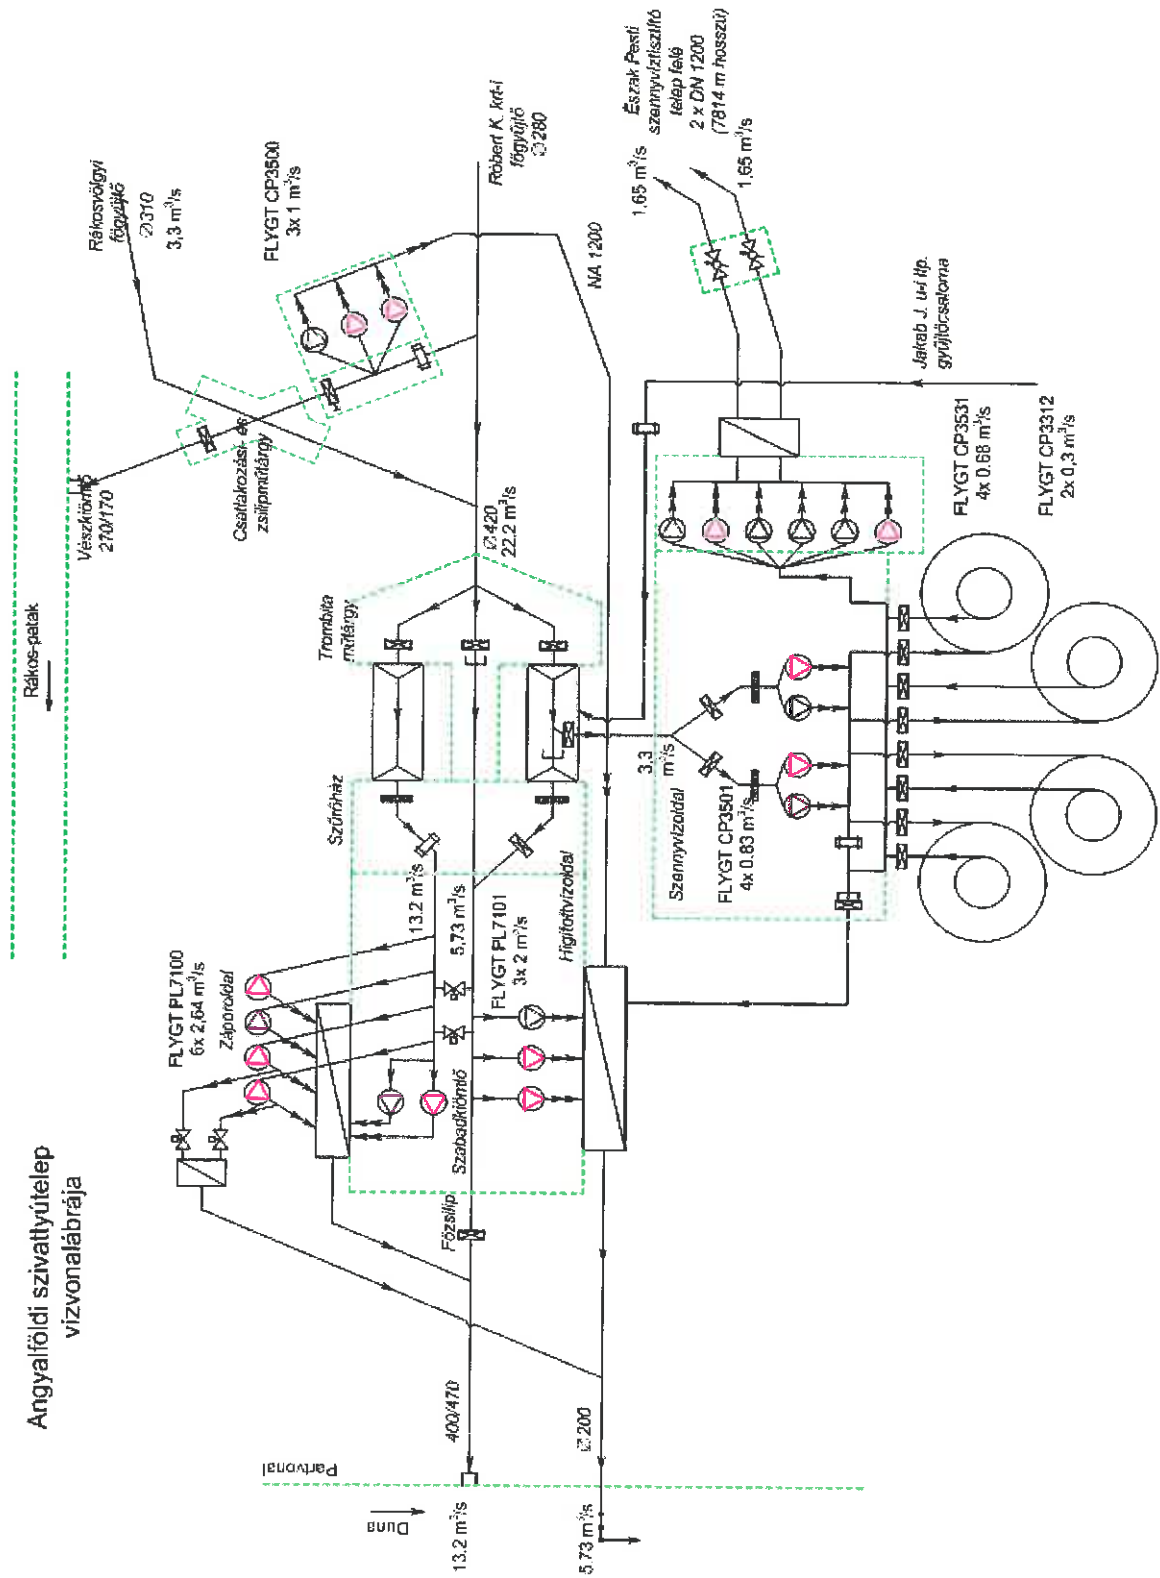 Angyalföldi szivattyútelep
vízvonalábrája
Rákos-patak
Vészkiömlő
270/170
Rákosvölgyi
főgyűjtő
∅310
3,3 m³/s
Csatlakozási- és
zsilipműtárgy
FLYGT CP3500
3x 1 m³/s
Róbert K. krt-i
főgyűjtő
∅280
NA 1200
∅420
22.2 m³/s
Trombita
műtárgy
Szűrőház
13.2 m³/s
5,73 m³/s
FLYGT PL7100
6x 2,64 m³/s
Záporoldal
FLYGT PL7101
3x 2 m³/s
Hígítottvízoldal
Szabadkiömlő
Főzsilip
400/470
∅200
Partvonal
Duna
13.2 m³/s
5.73 m³/s
3,3
m³/s
Szennyvízoldal
FLYGT CP3501
4x 0.83 m³/s
FLYGT CP3531
4x 0.68 m³/s
FLYGT CP3312
2x 0,3 m³/s
Jakab J. u-i ltp.
gyűjtőcsatorna
1,65 m³/s
1,65 m³/s
Észak Pesti
szennyvíztisztító
telep felé
2 x DN 1200
(7814 m hosszú)